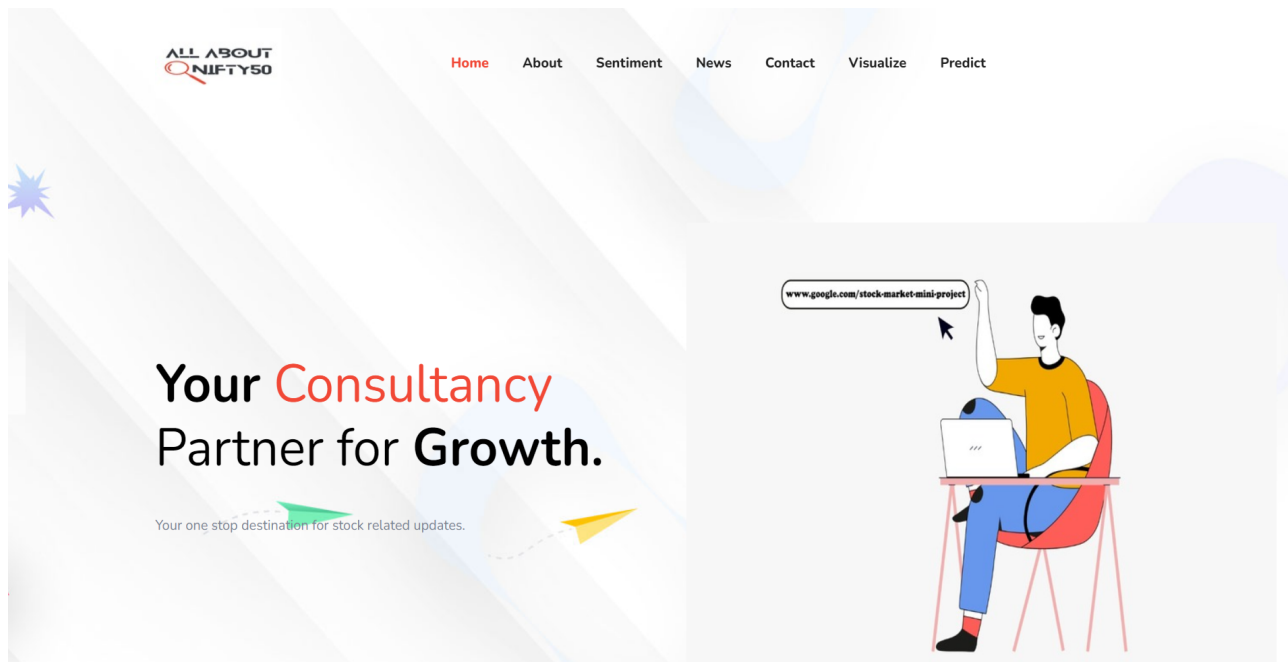 ALL ABOUT
NIFTY50
Home About Sentiment News Contact Visualize Predict
www.google.com/stock-market-mini-project
Your Consultancy
Partner for Growth.
Your one stop destination for stock related updates.